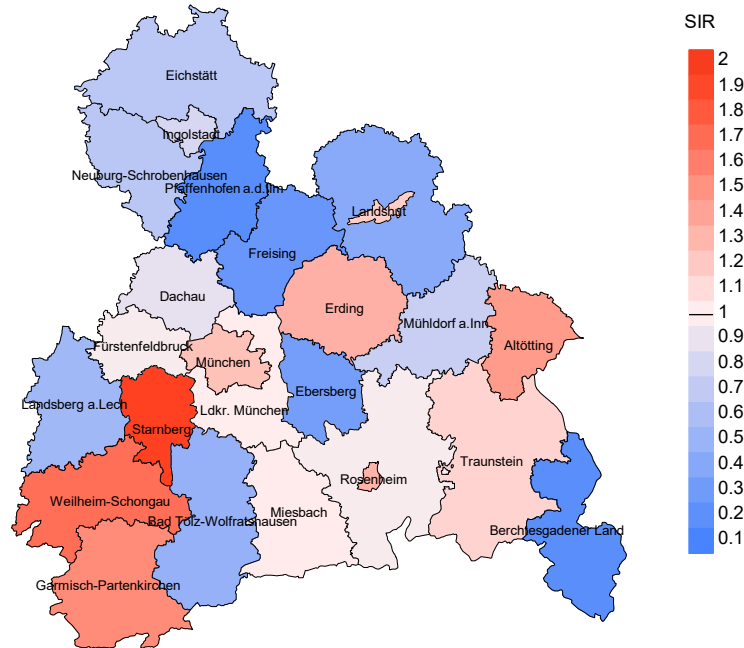 SIR
2
1.9
1.8
1.7
1.6
1.5
1.4
1.3
1.2
1.1
1
0.9
0.8
0.7
0.6
0.5
0.4
0.3
0.2
0.1
Eichstätt
Ingolstadt
Neuburg-Schrobenhausen
Pfaffenhofen a.d.Ilm
Landshut
Freising
Dachau
Erding
Mühldorf a.Inn
Fürstenfeldbruck
München
Altötting
Ebersberg
Landsberg a.Lech
Ldkr. München
Starnberg
Traunstein
Rosenheim
Weilheim-Schongau
Miesbach
Bad Tölz-Wolfratshausen
Berchtesgadener Land
Garmisch-Partenkirchen